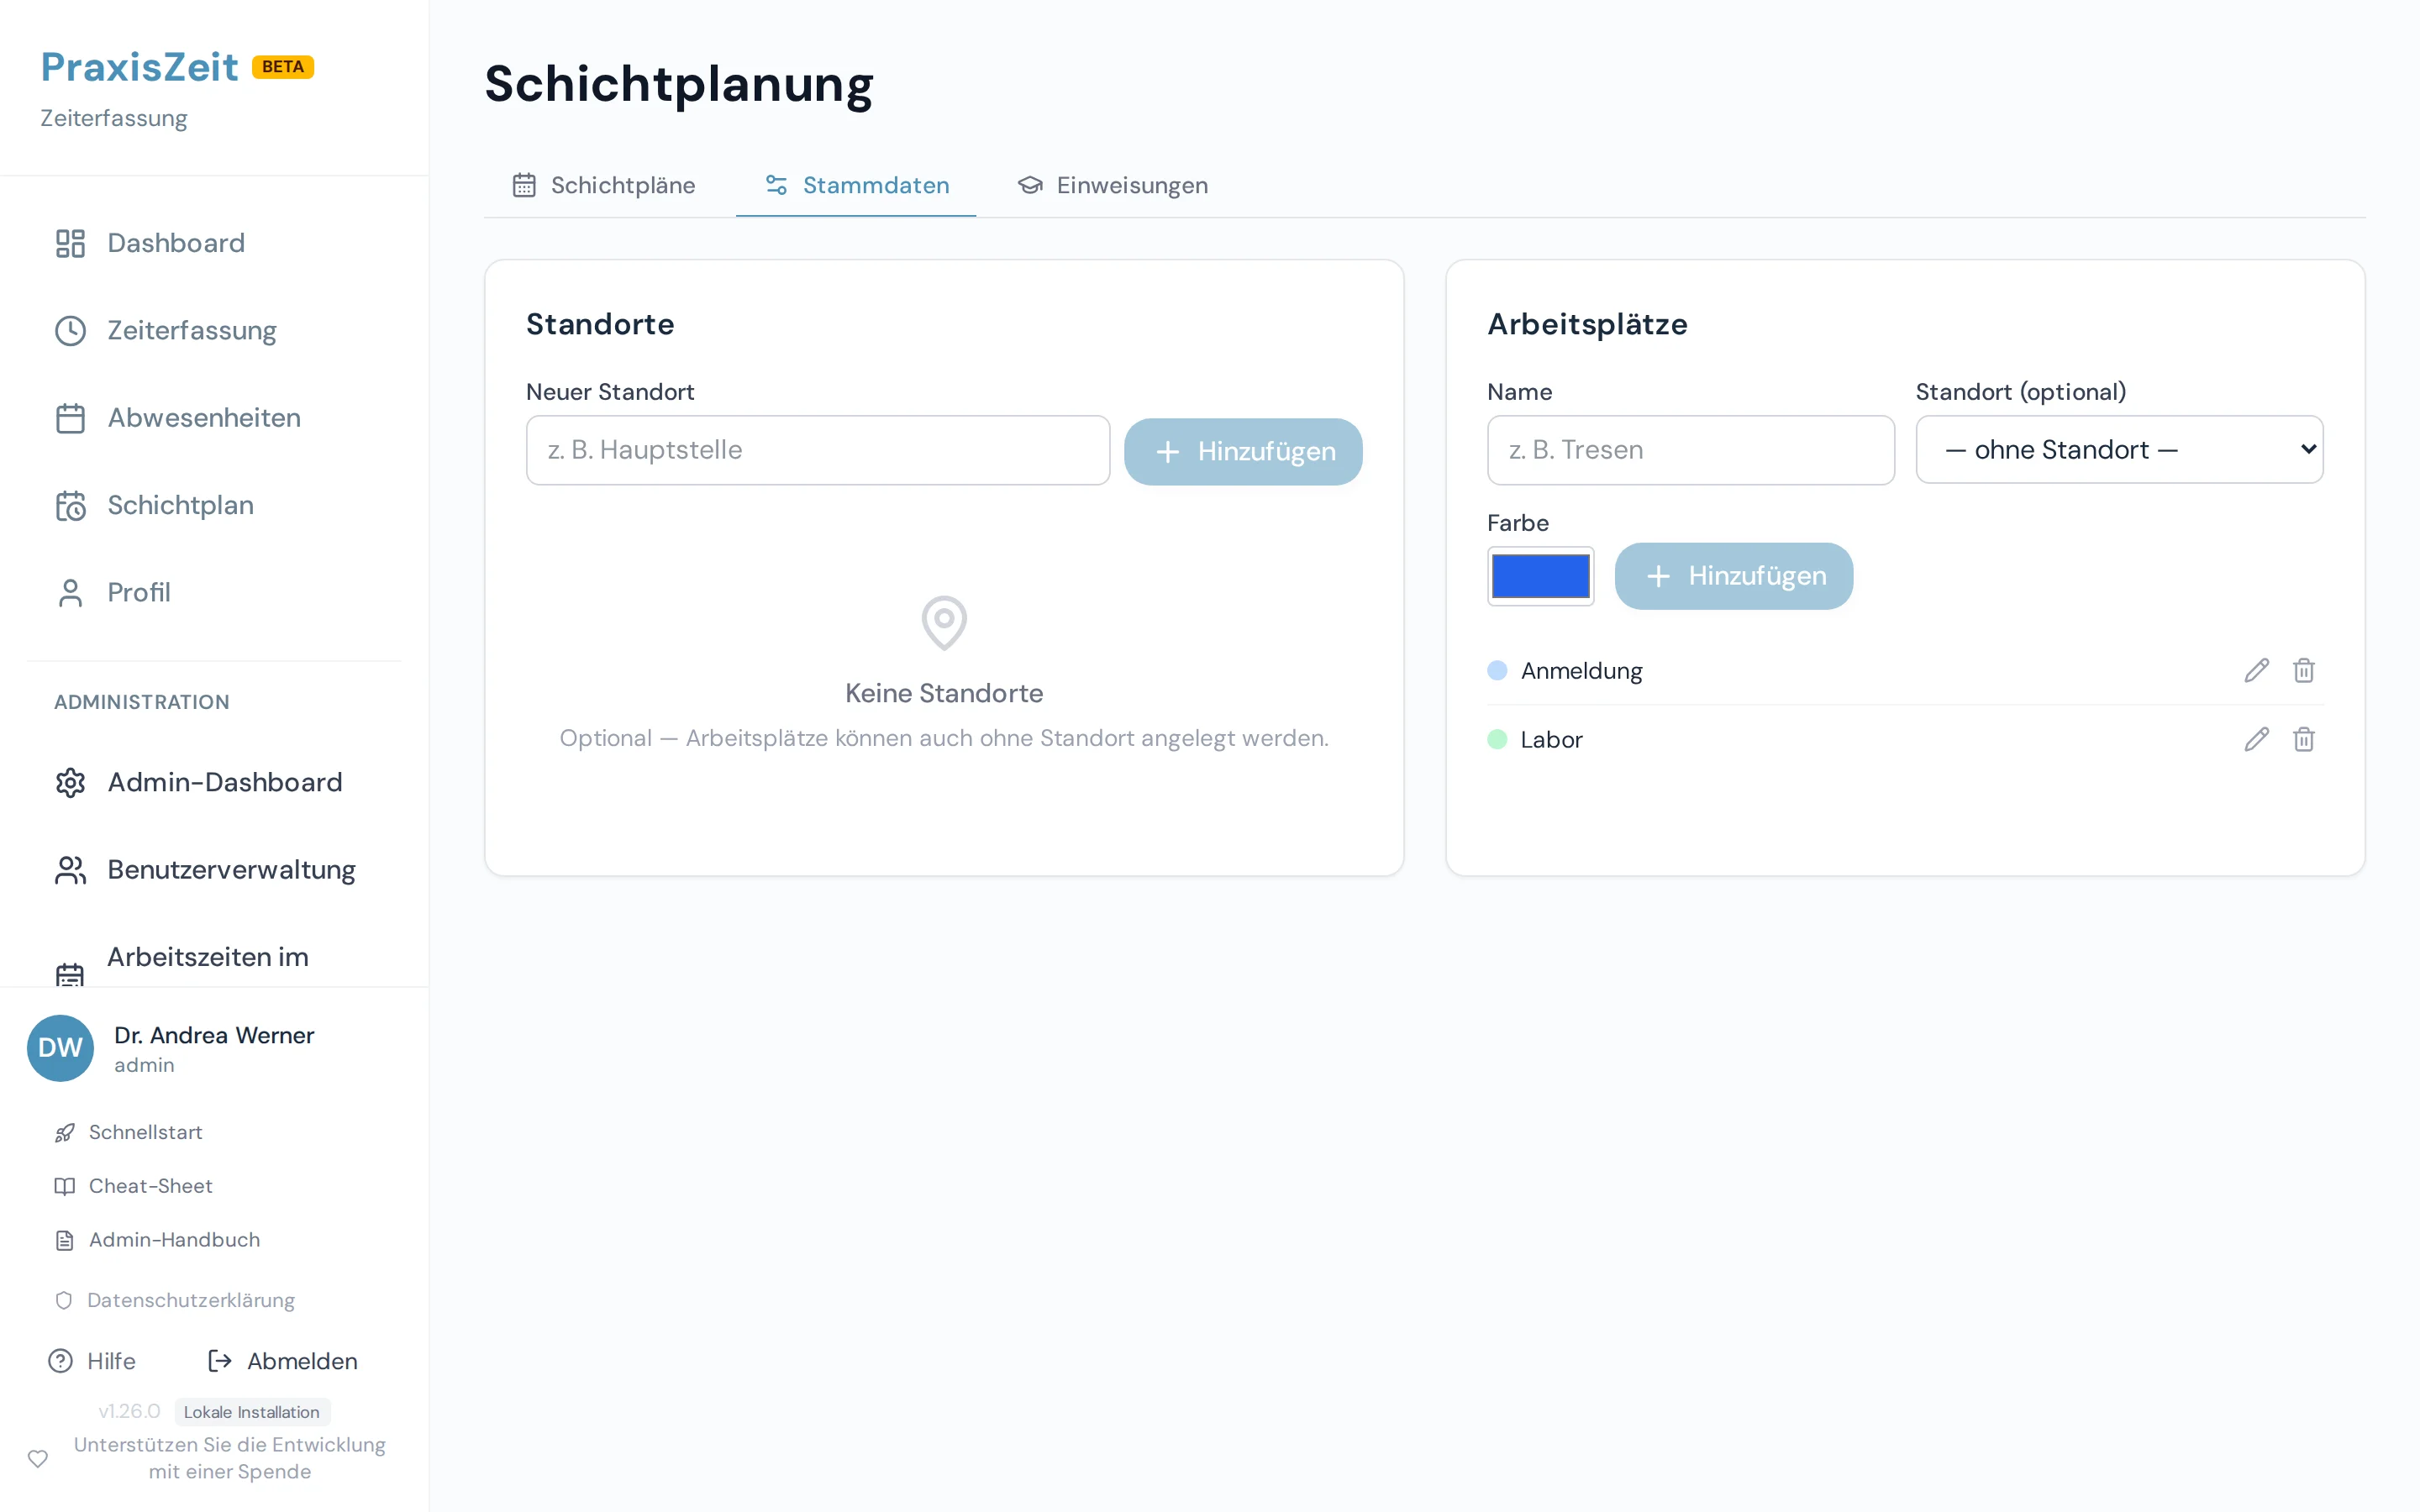 PraxisZeit BETA
Zeiterfassung
Dashboard
Zeiterfassung
Abwesenheiten
Schichtplan
Profil
ADMINISTRATION
Admin-Dashboard
Benutzerverwaltung
Arbeitszeiten im
DW
Dr. Andrea Werner
admin
Schnellstart
Cheat-Sheet
Admin-Handbuch
Datenschutzerklärung
Hilfe Abmelden
v1.26.0 Lokale Installation
Unterstützen Sie die Entwicklung
mit einer Spende
Schichtplanung
Schichtpläne Stammdaten Einweisungen
Standorte
Neuer Standort
z. B. Hauptstelle
Hinzufügen
Keine Standorte
Optional — Arbeitsplätze können auch ohne Standort angelegt werden.
Arbeitsplätze
Name Standort (optional)
z. B. Tresen — ohne Standort —
Farbe
Hinzufügen
Anmeldung
Labor